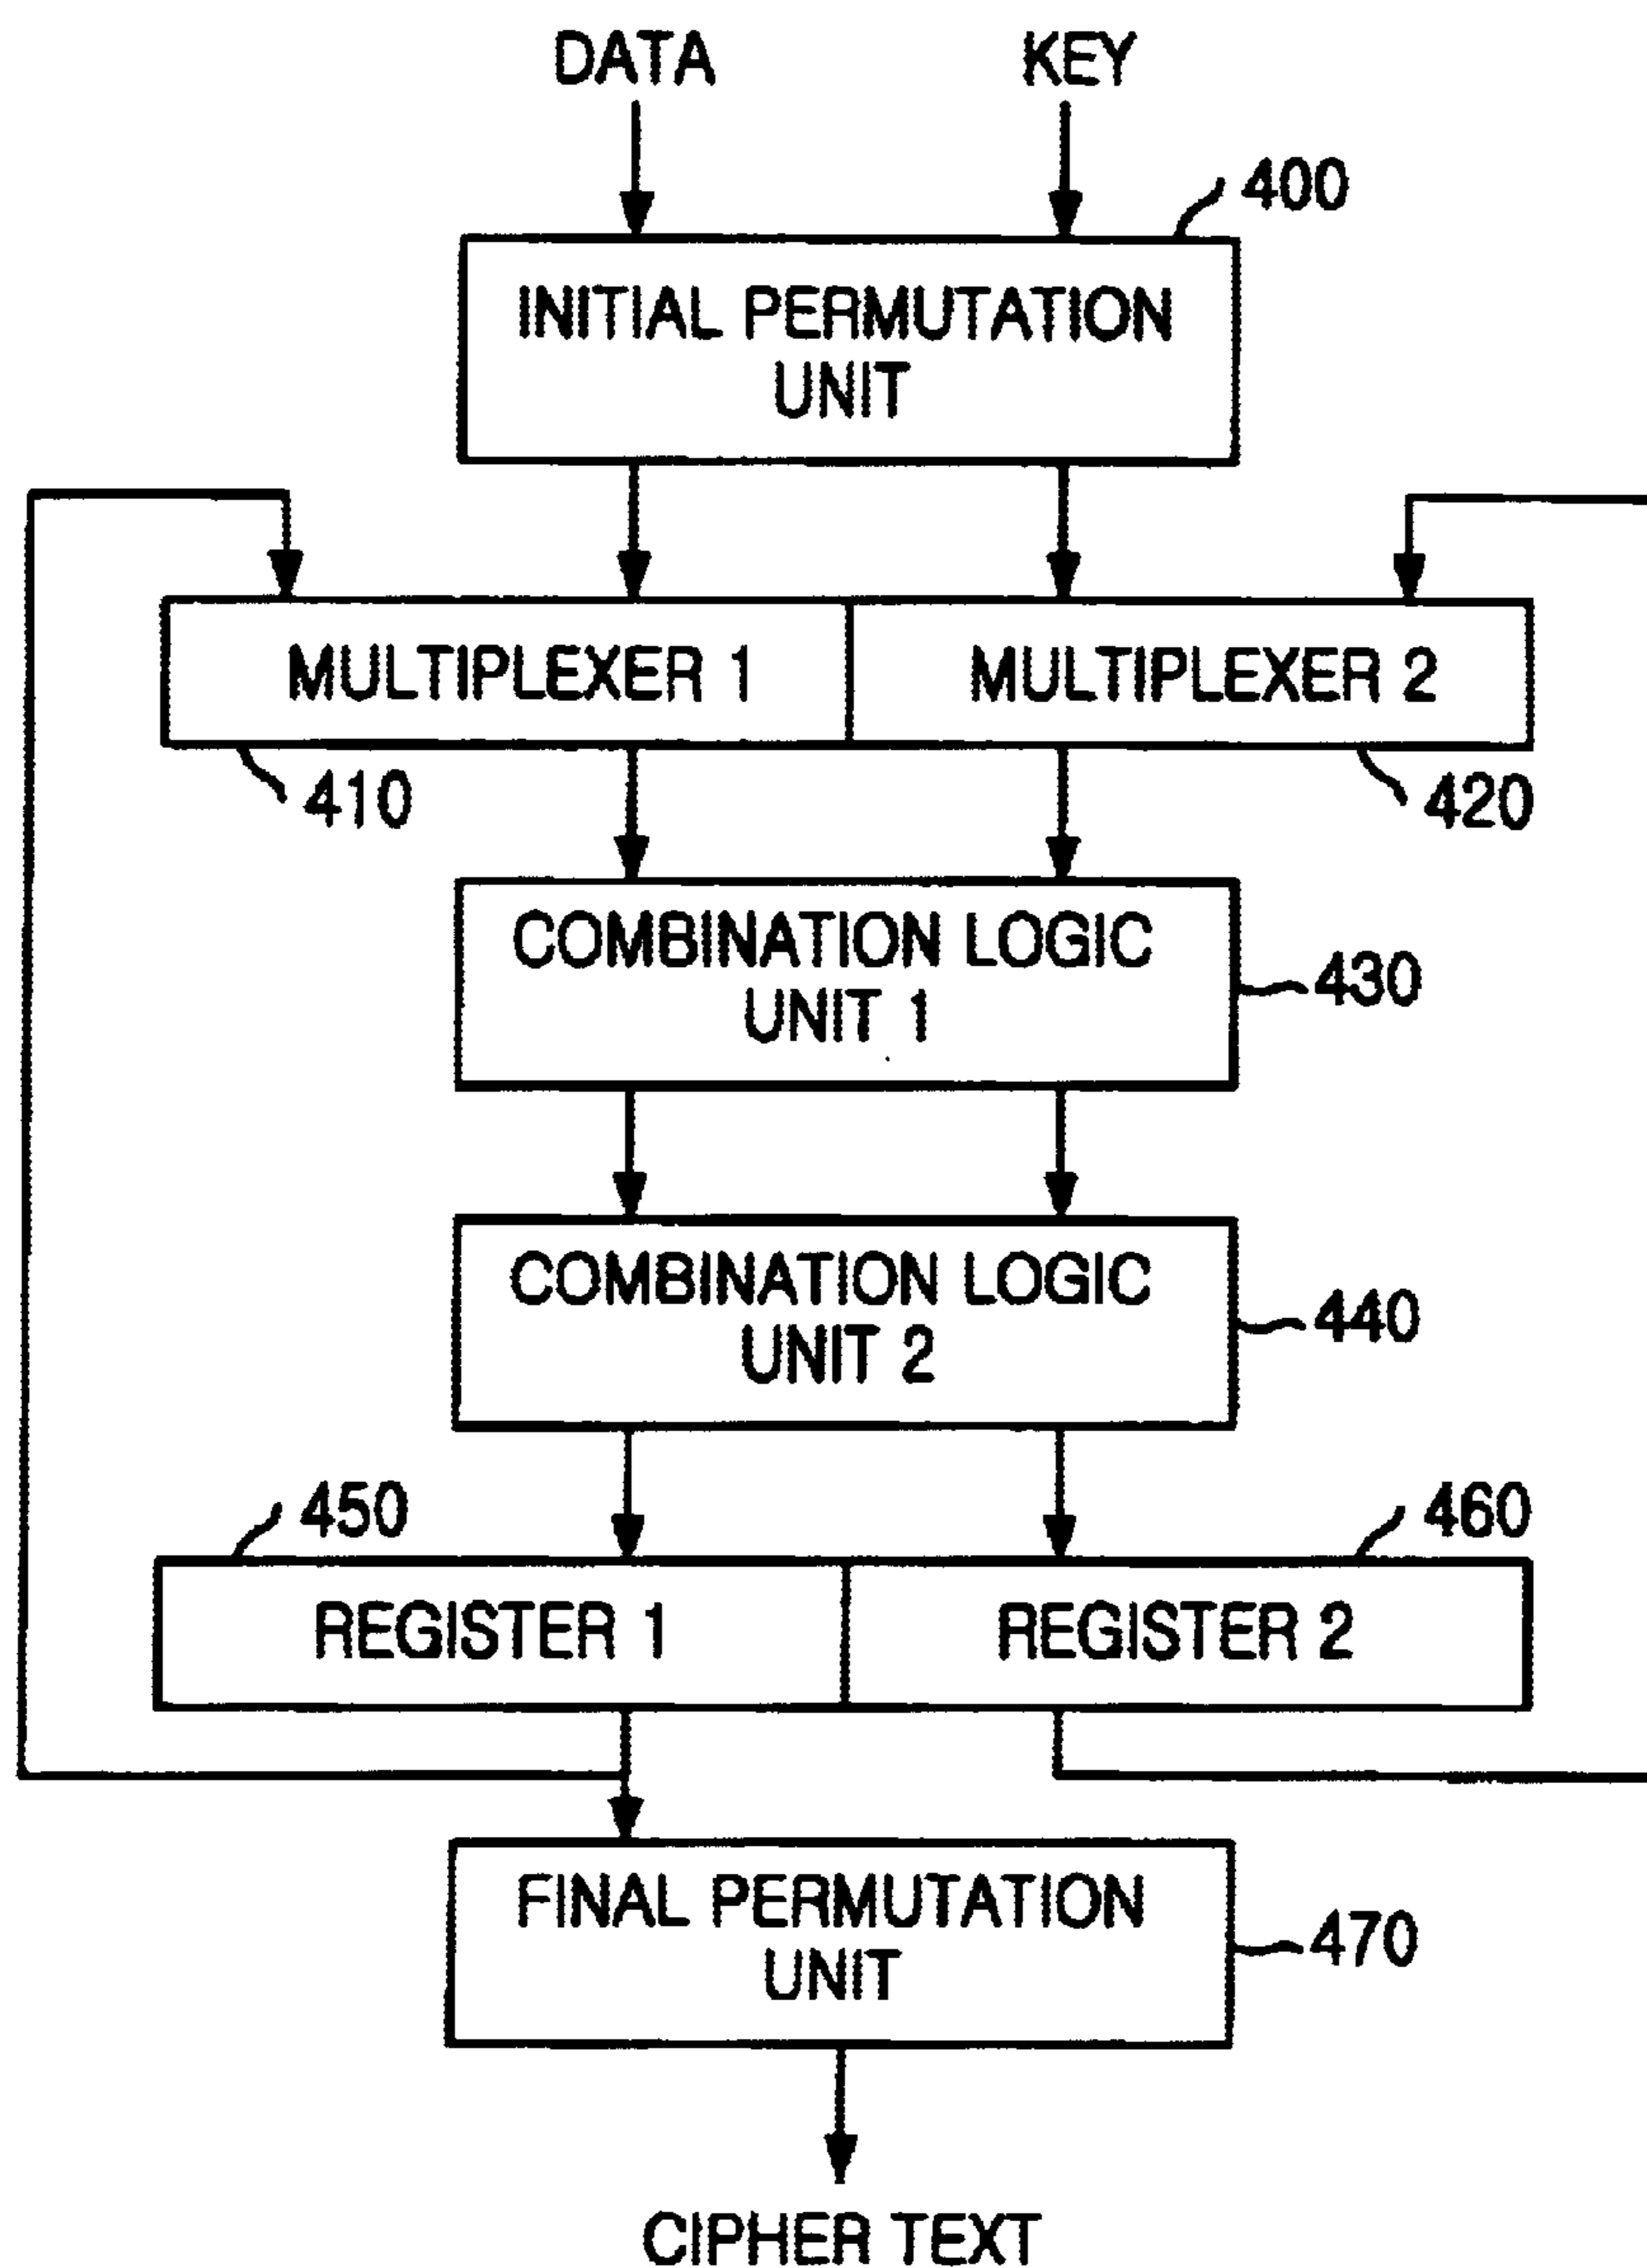 DATA
KEY
400
INITIAL PERMUTATION
UNIT
MULTIPLEXER 1
MULTIPLEXER 2
410
420
COMBINATION LOGIC
UNIT 1
430
COMBINATION LOGIC
UNIT 2
440
450
460
REGISTER 1
REGISTER 2
FINAL PERMUTATION
UNIT
470
CIPHER TEXT